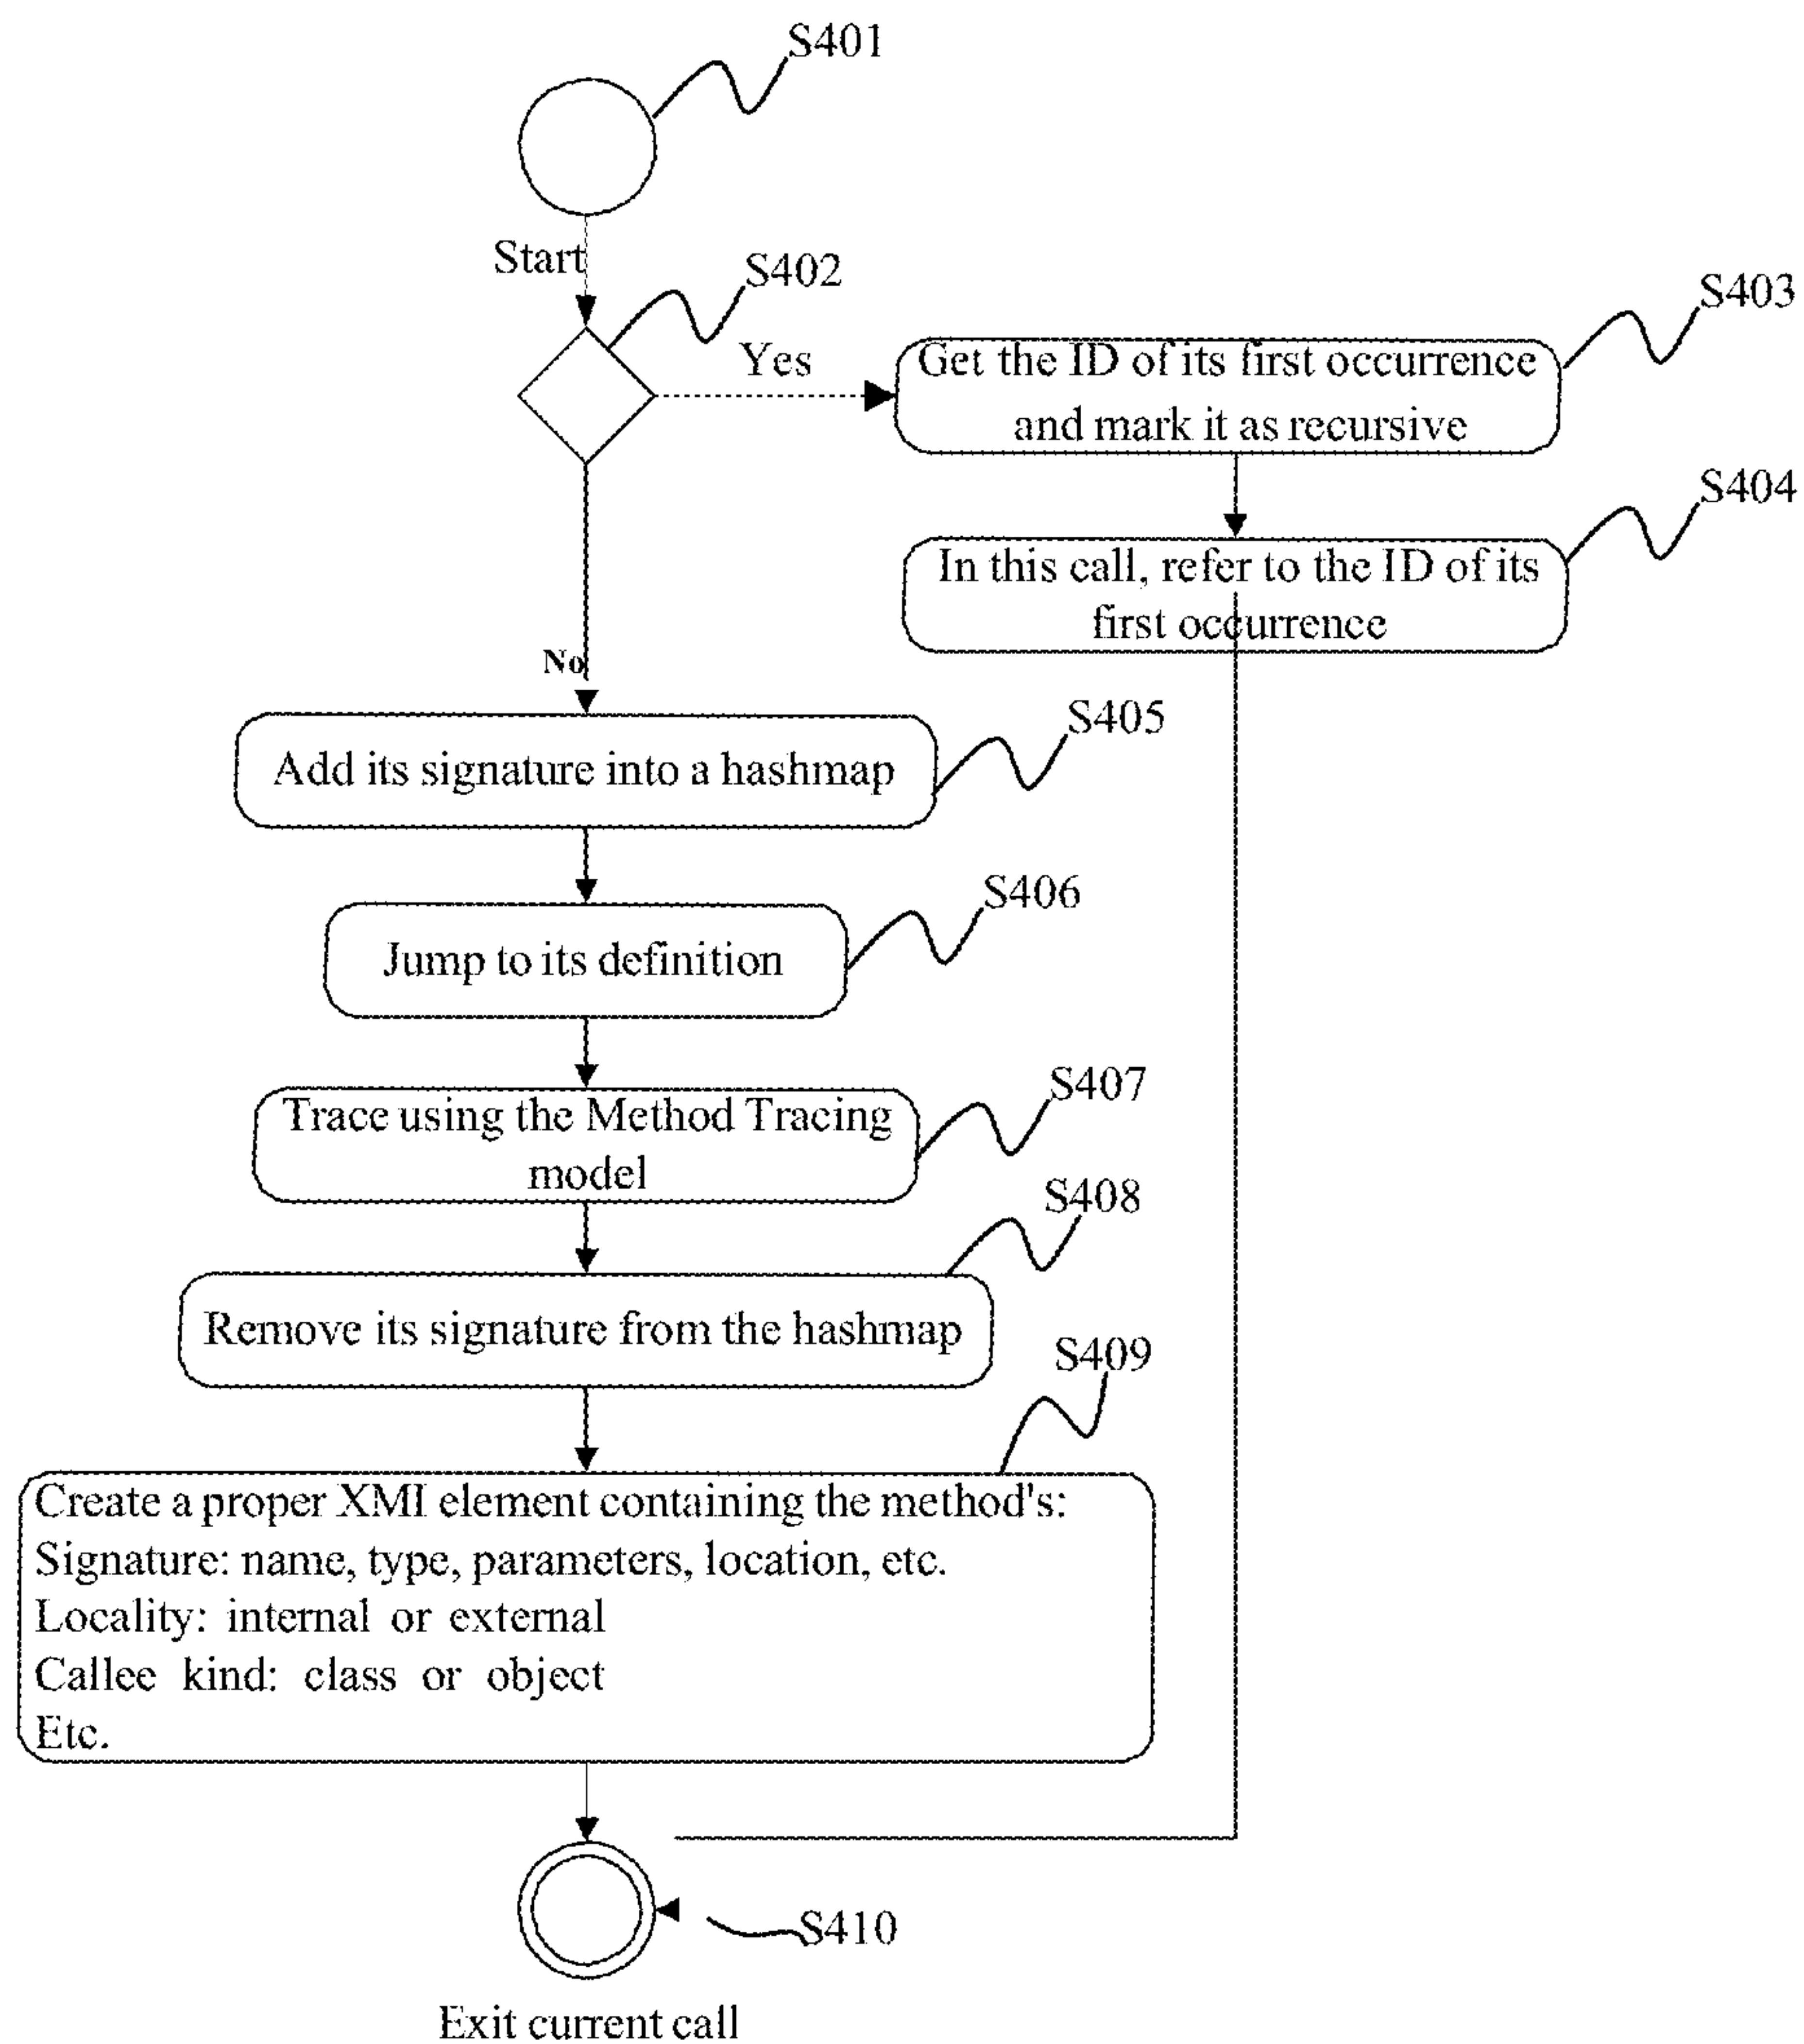 S401
Start
S402
Yes
S403
Get the ID of its first occurrence
and mark it as recursive
S404
In this call, refer to the ID of its
first occurrence
No
S405
Add its signature into a hashmap
S406
Jump to its definition
S407
Trace using the Method Tracing
model
S408
Remove its signature from the hashmap
S409
Create a proper XMI element containing the method's:
Signature: name, type, parameters, location, etc.
Locality: internal or external
Callee kind: class or object
Etc.
S410
Exit current call